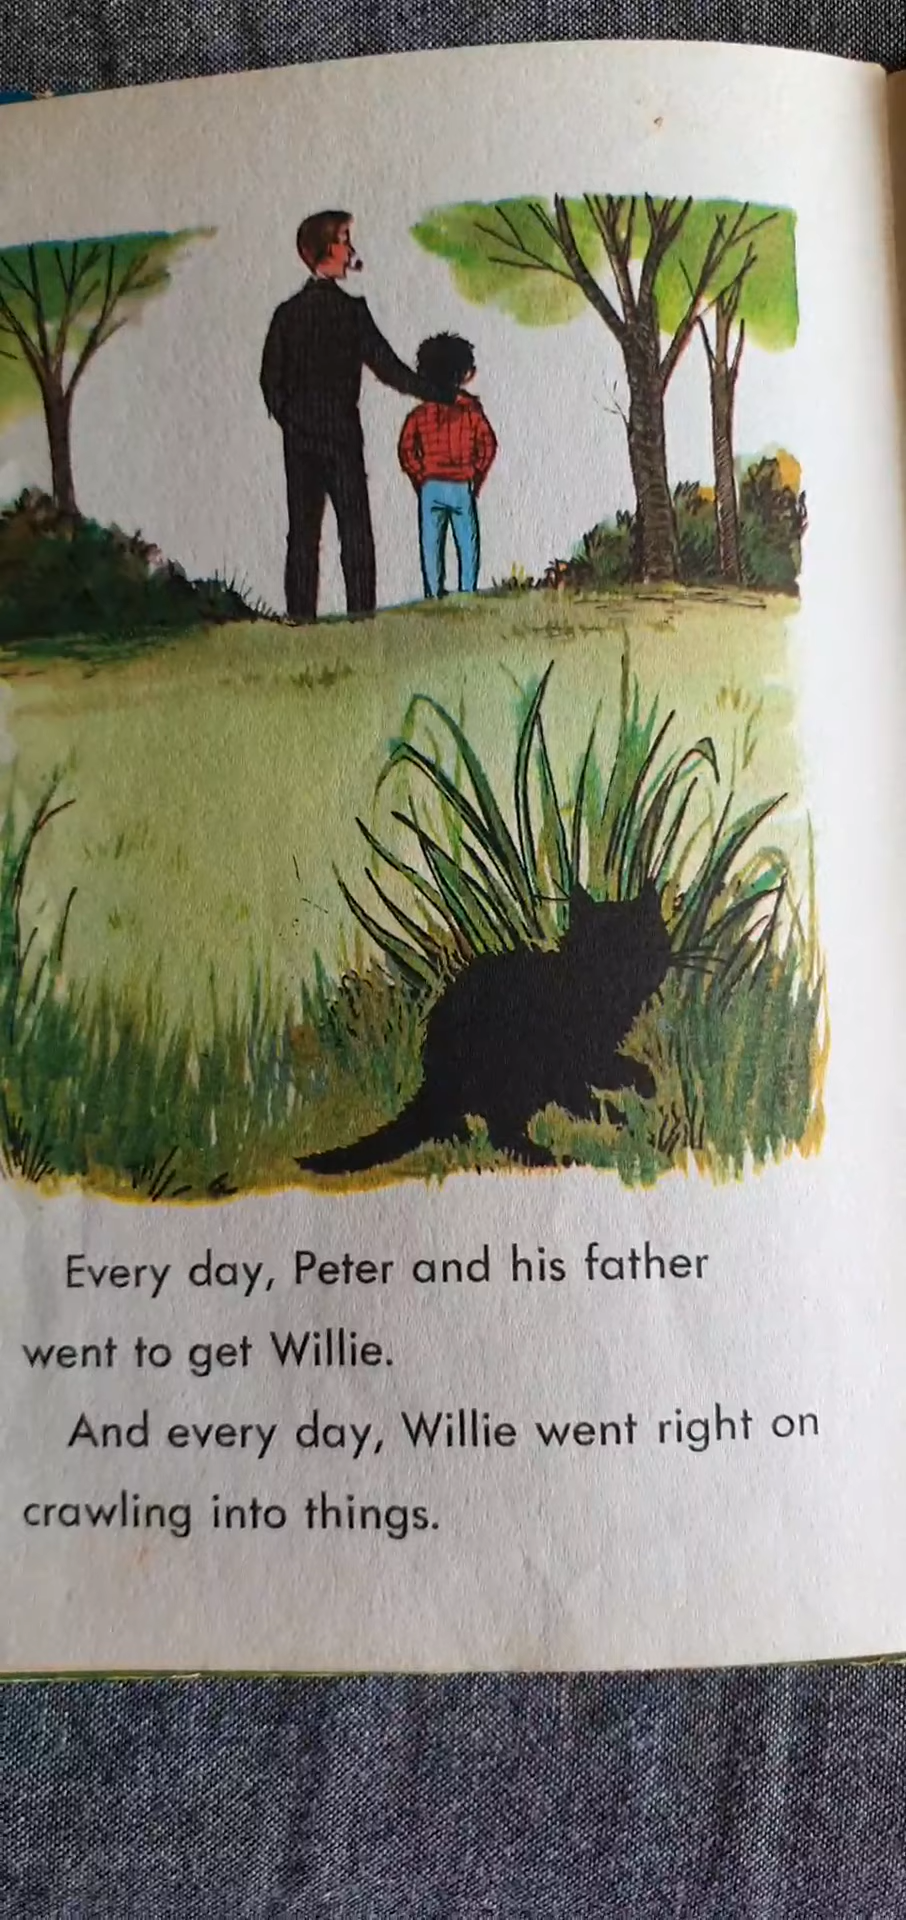 Every day, Peter and his father
went to get Willie.
And every day, Willie went right on
crawling into things.